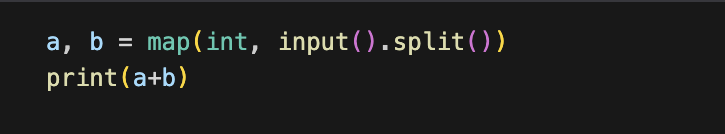 a, b = map(int, input().split())
print(a+b)